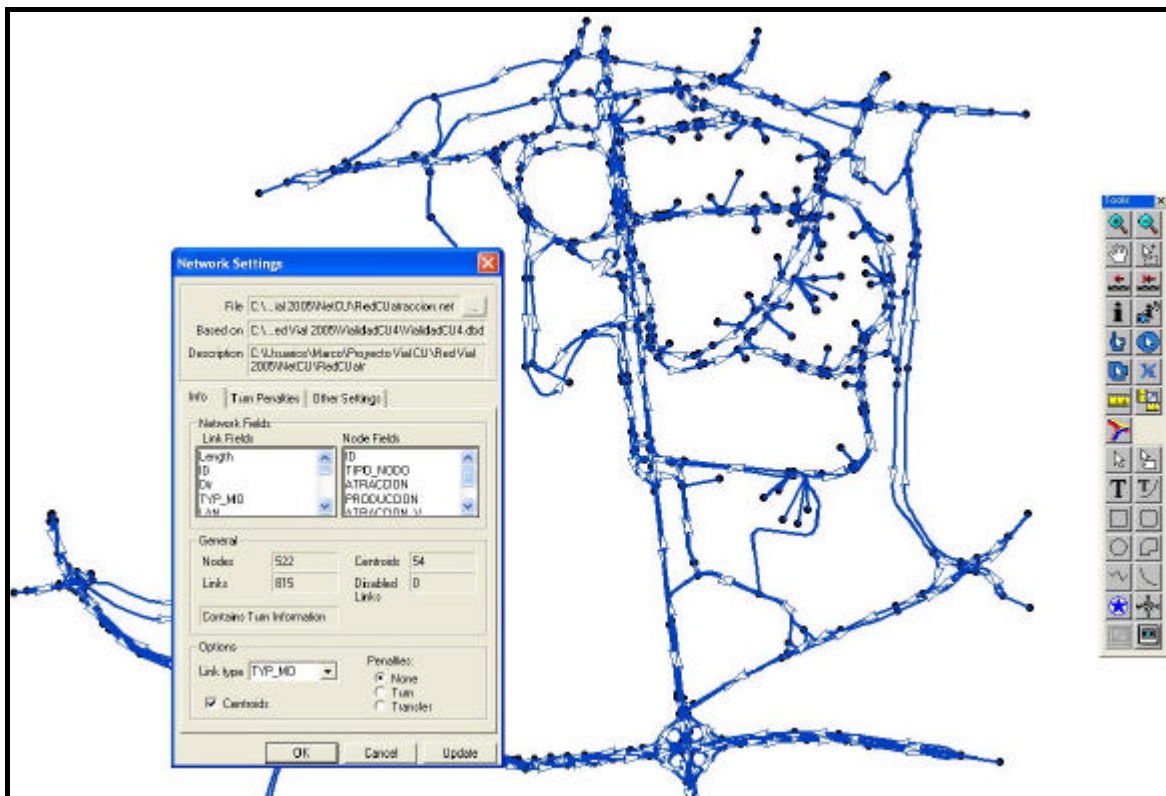 Tools
Network Settings
File C:\...ial 2005\NetCU\RedCUatraccion.net ...
Based on C:\...ed Vial 2005\VialidadCU4\VialidadCU4.dbd
Description C:\Usuarios\Marco\Proyecto Vial CU\Red Vial
2005\NetCU\RedCUatr
Info Turn Penalties Other Settings
Network Fields
Link Fields Node Fields
Length ID
ID TIPO_NODO
Dir ATRACCION
TYP_MO PRODUCCION
LAN ATRACCION_V
General
Nodes 522 Centroids 54
Links 815 Disabled 0
Links
Contains Turn Information
Options
Link type TYP_MO Penalties:
None
Centroids Turn
Transfer
OK Cancel Update
T T